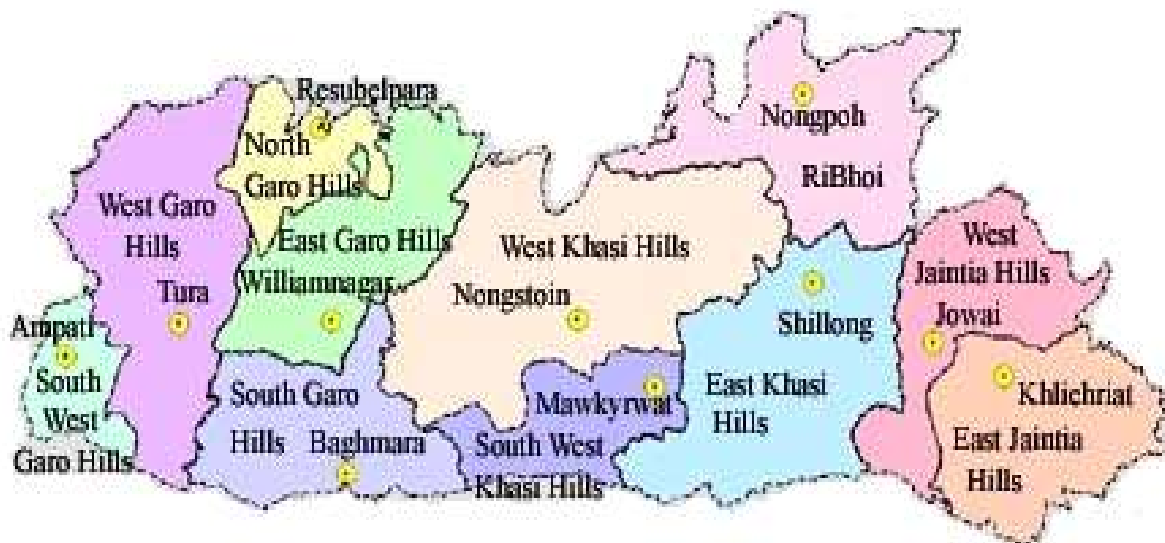 Resubelpara
North
Garo Hills
West Garo
Hills
Tura
East Garo Hills
Williamnagar
Ampati
South
West
Garo Hills
South Garo
Hills
Baghmara
West Khasi Hills
Nongstoin
Mawkyrwat
South West
Khasi Hills
Nongpoh
RiBhoi
Shillong
East Khasi
Hills
West
Jaintia Hills
Jowai
Khlichriat
East Jaintia
Hills